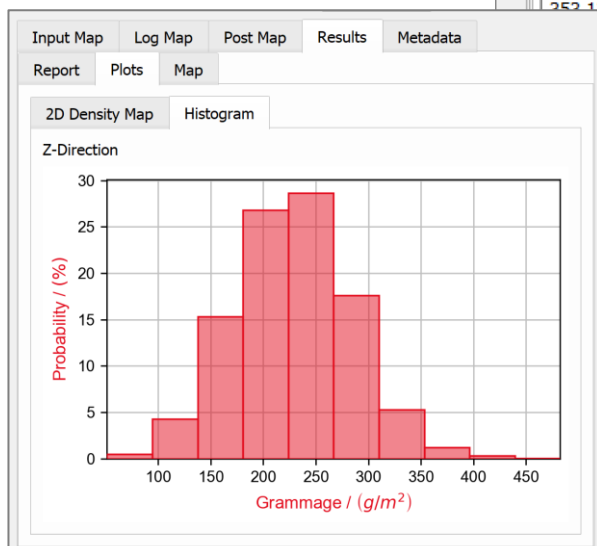 Input Map Log Map Post Map Results Metadata
Report Plots Map
2D Density Map Histogram
Z-Direction
30
25
20
15
10
5
0
Probability / (%)
100 150 200 250 300 350 400 450
Grammage / (g/m²)